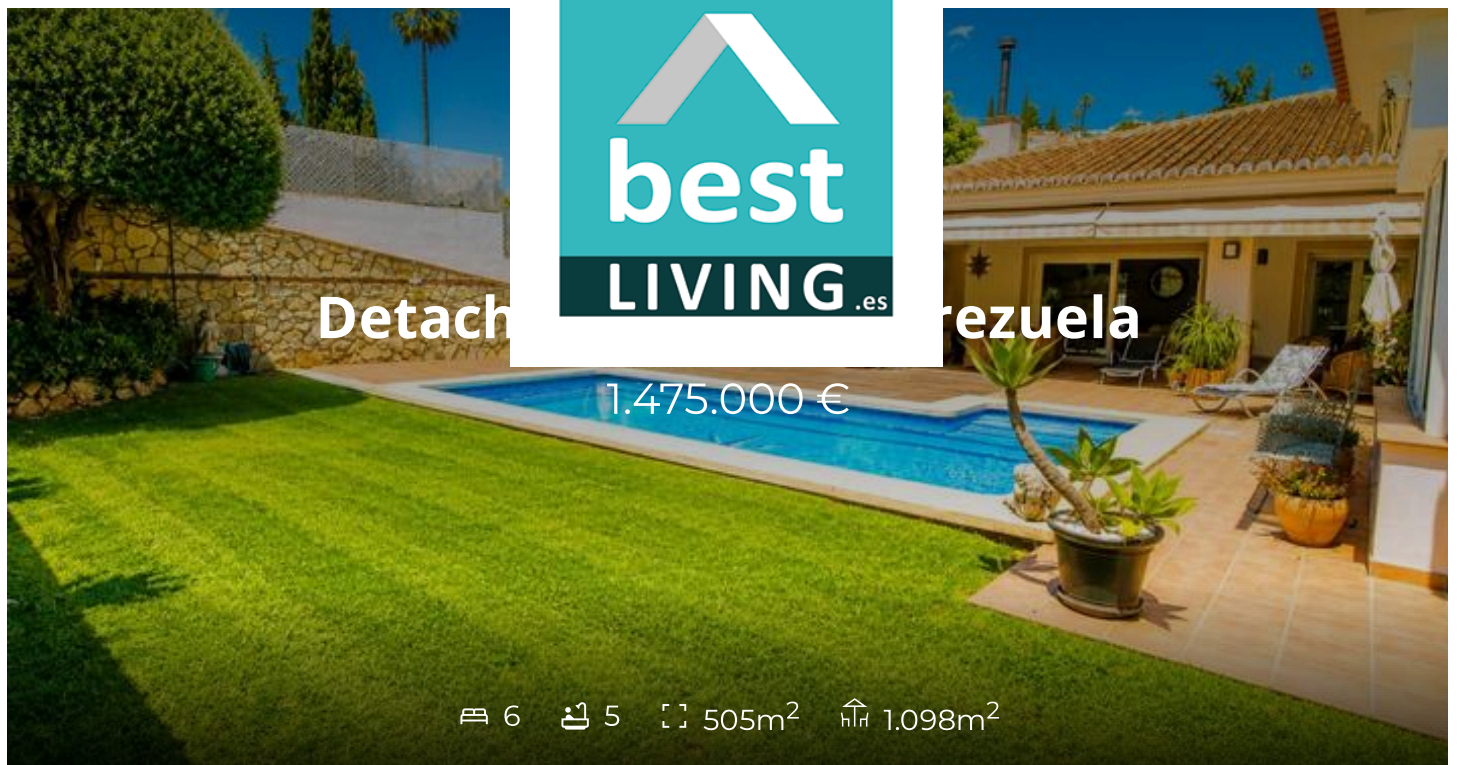 best
LIVING.es
Detach rezuela
1.475.000 €
6 5 505m² 1.098m²